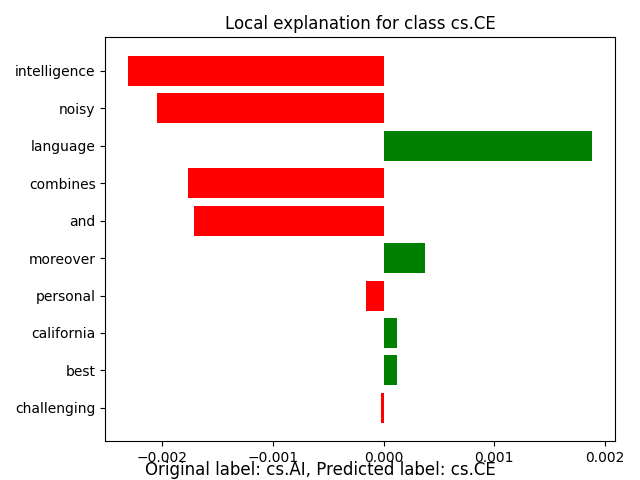 Local explanation for class cs.CE
intelligence
noisy
language
combines
and
moreover
personal
california
best
challenging
−0.002 −0.001 0.000 0.001 0.002
Original label: cs.AI, Predicted label: cs.CE